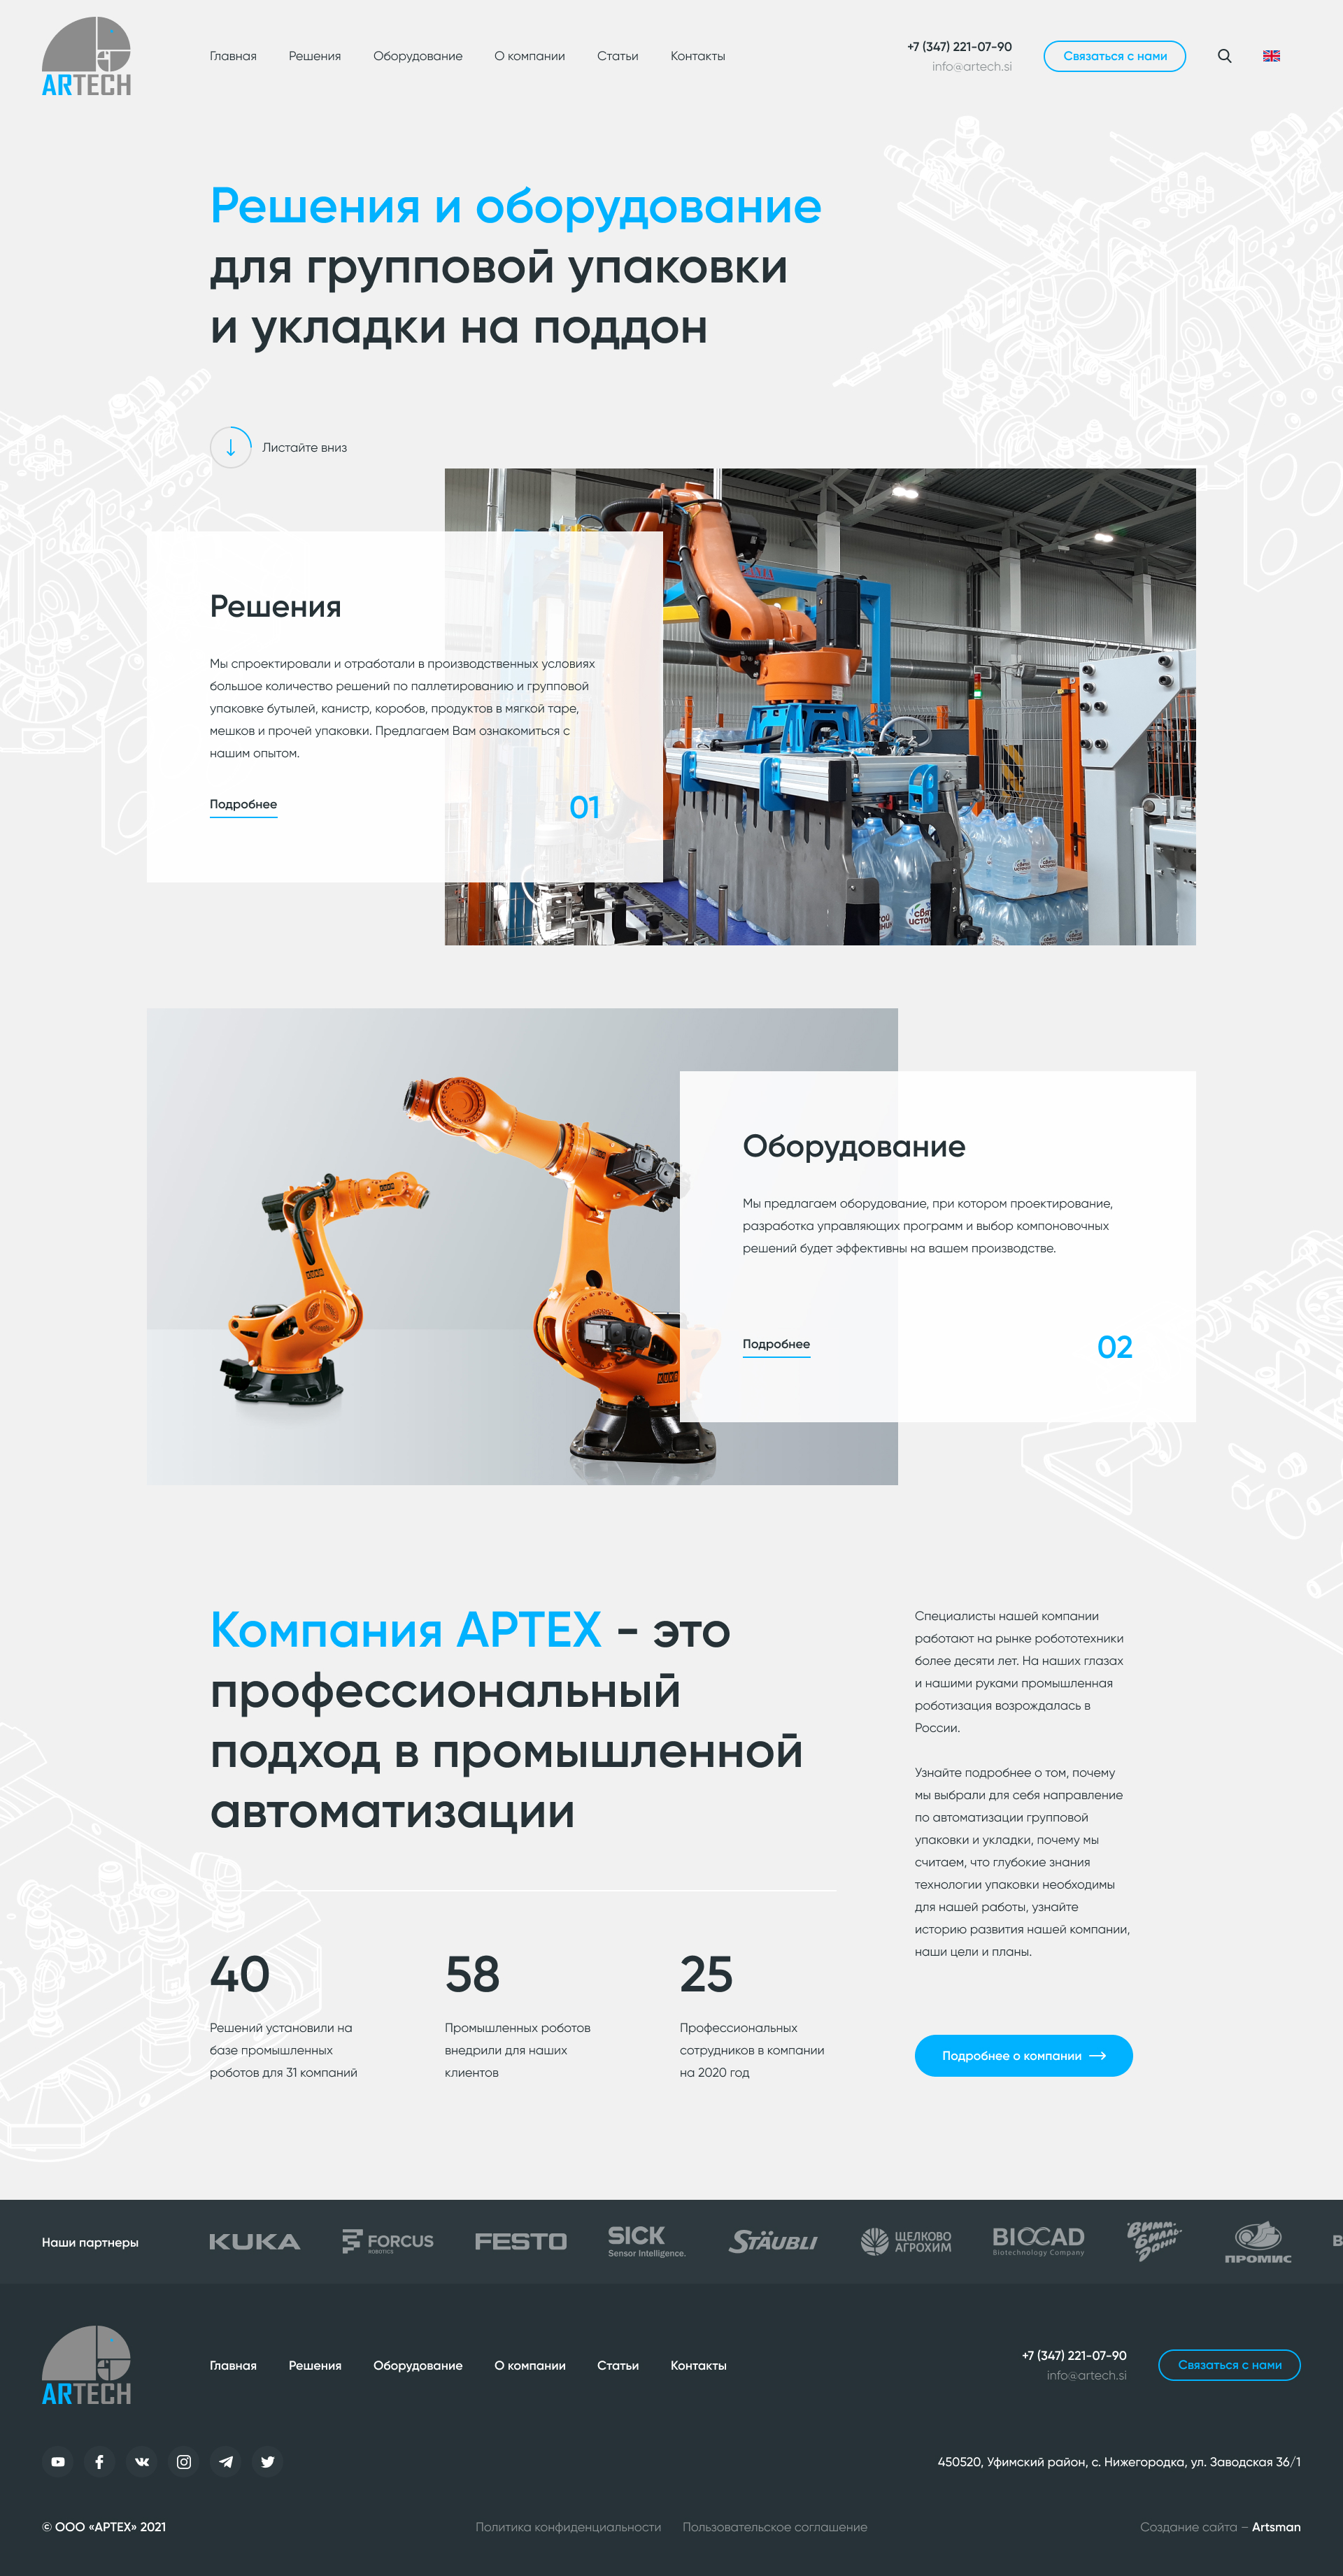 ARTECH
Главная
Решения
Оборудование
О компании
Статьи
Контакты
+7 (347) 221-07-90
info@artech.si
Связаться с нами
Решения и оборудование
для групповой упаковки
и укладки на поддон
Листайте вниз
Решения
Мы спроектировали и отработали в производственных условиях
большое количество решений по паллетированию и групповой
упаковке бутылей, канистр, коробов, продуктов в мягкой таре,
мешков и прочей упаковки. Предлагаем Вам ознакомиться с
нашим опытом.
Подробнее
01
Оборудование
Мы предлагаем оборудование, при котором проектирование,
разработка управляющих программ и выбор компоновочных
решений будет эффективны на вашем производстве.
Подробнее
02
Компания АРТЕХ - это
профессиональный
подход в промышленной
автоматизации
Специалисты нашей компании
работают на рынке робототехники
более десяти лет. На наших глазах
и нашими руками промышленная
роботизация возрождалась в
России.
Узнайте подробнее о том, почему
мы выбрали для себя направление
по автоматизации групповой
упаковки и укладки, почему мы
считаем, что глубокие знания
технологии упаковки необходимы
для нашей работы, узнайте
историю развития нашей компании,
наши цели и планы.
40
Решений установили на
базе промышленных
роботов для 31 компаний
58
Промышленных роботов
внедрили для наших
клиентов
25
Профессиональных
сотрудников в компании
на 2020 год
Подробнее о компании
Наши партнеры
KUKA
FORCUS
ROBOTICS
FESTO
SICK
Sensor Intelligence.
STÄUBLI
ЩЕЛКОВО
АГРОХИМ
BIOCAD
Biotechnology Company
Вимм
Билль
Данн
ПРОМИС
ARTECH
Главная
Решения
Оборудование
О компании
Статьи
Контакты
+7 (347) 221-07-90
info@artech.si
Связаться с нами
450520, Уфимский район, с. Нижегородка, ул. Заводская 36/1
© ООО «АРТЕХ» 2021
Политика конфиденциальности
Пользовательское соглашение
Создание сайта – Artsman